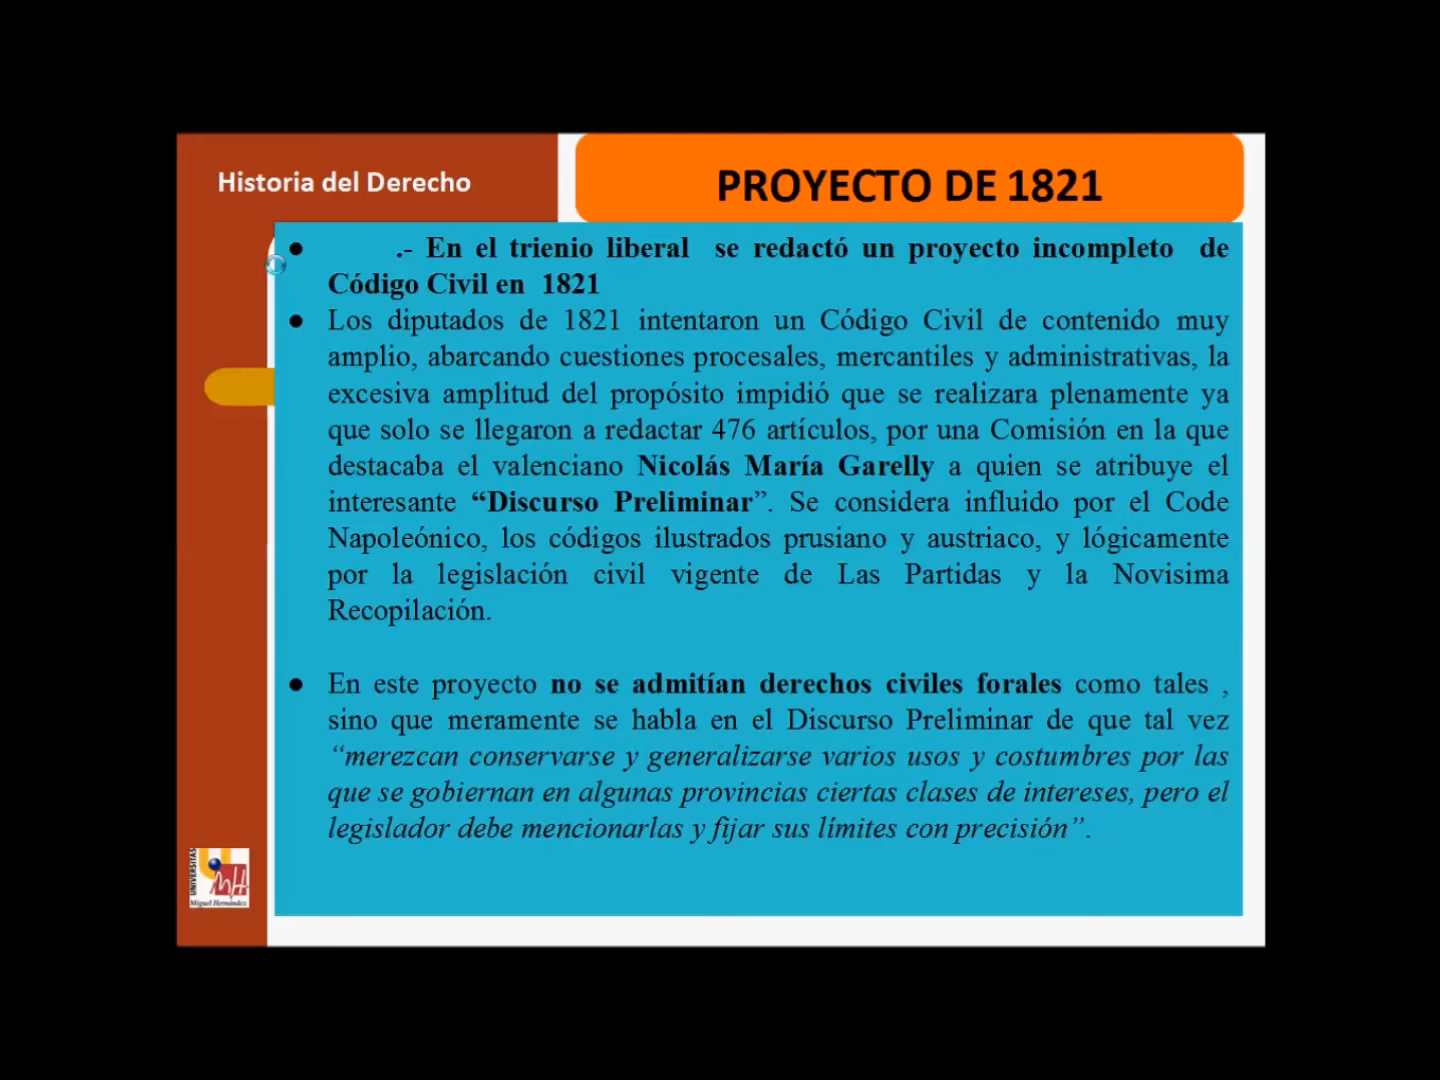 Historia del Derecho
PROYECTO DE 1821
● .- En el trienio liberal se redactó un proyecto incompleto de
Código Civil en 1821
● Los diputados de 1821 intentaron un Código Civil de contenido muy
amplio, abarcando cuestiones procesales, mercantiles y administrativas, la
excesiva amplitud del propósito impidió que se realizara plenamente ya
que solo se llegaron a redactar 476 artículos, por una Comisión en la que
destacaba el valenciano Nicolás María Garelly a quien se atribuye el
interesante “Discurso Preliminar”. Se considera influido por el Code
Napoleónico, los códigos ilustrados prusiano y austriaco, y lógicamente
por la legislación civil vigente de Las Partidas y la Novisima
Recopilación.
● En este proyecto no se admitían derechos civiles forales como tales ,
sino que meramente se habla en el Discurso Preliminar de que tal vez
“merezcan conservarse y generalizarse varios usos y costumbres por las
que se gobiernan en algunas provincias ciertas clases de intereses, pero el
legislador debe mencionarlas y fijar sus límites con precisión”.
UNIVERSITAS
Miguel Hernández